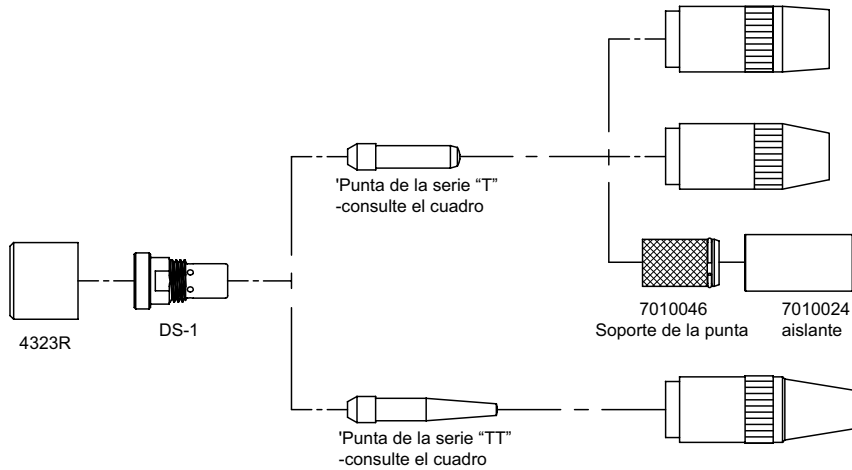 'Punta de la serie “T”
-consulte el cuadro
4323R
DS-1
7010046
Soporte de la punta
7010024
aislante
'Punta de la serie “TT”
-consulte el cuadro